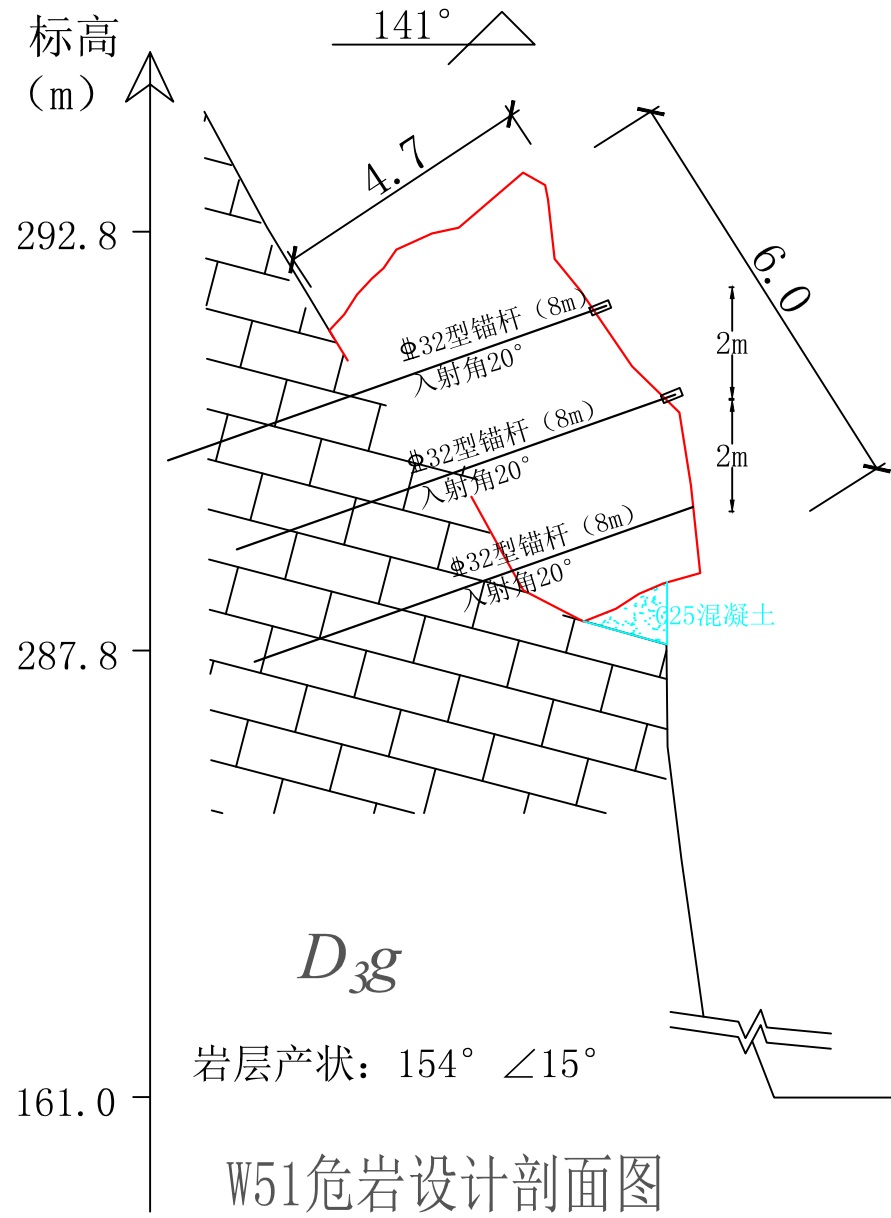 标高
(m)
141°
4.7
6.0
292.8
ф32型锚杆（8m）
入射角20°
2m
ф32型锚杆（8m）
入射角20°
2m
ф32型锚杆（8m）
入射角20°
C25混凝土
287.8
D₃g
岩层产状: 154° ∠15°
161.0
W51危岩设计剖面图